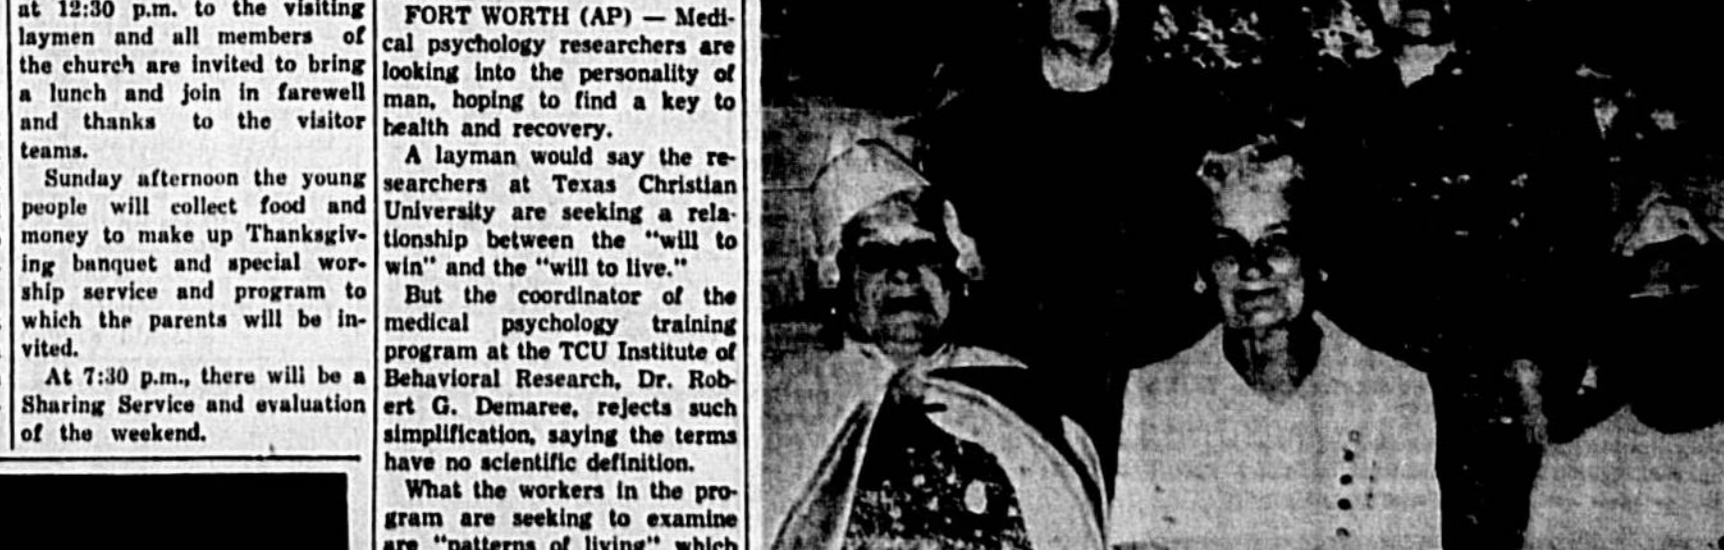 at 12:30 p.m. to the visiting
laymen and all members of
the church are invited to bring
a lunch and join in farewell
and thanks to the visitor
teams.
Sunday afternoon the young
people will collect food and
money to make up Thanksgiv-
ing banquet and special wor-
ship service and program to
which the parents will be in-
vited.
At 7:30 p.m., there will be a
Sharing Service and evaluation
of the weekend.
FORT WORTH (AP) — Medi-
cal psychology researchers are
looking into the personality of
man, hoping to find a key to
health and recovery.
A layman would say the re-
searchers at Texas Christian
University are seeking a rela-
tionship between the "will to
win" and the "will to live."
But the coordinator of the
medical psychology training
program at the TCU Institute of
Behavioral Research, Dr. Rob-
ert G. Demaree, rejects such
simplification, saying the terms
have no scientific definition.
What the workers in the pro-
gram are seeking to examine
are "patterns of living" which